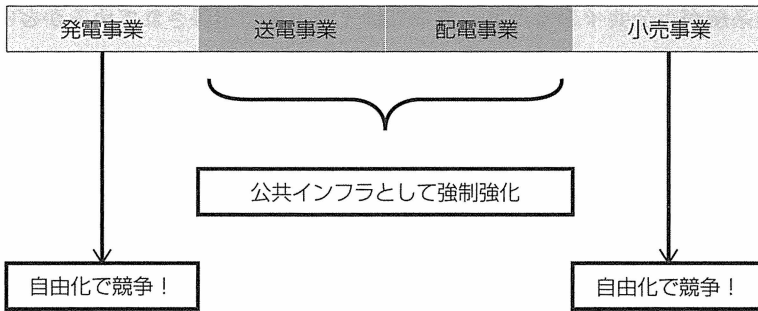 発電事業
送電事業
配電事業
小売事業
公共インフラとして強制強化
自由化で競争！
自由化で競争！